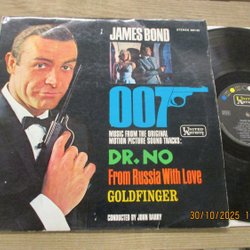 JAMES BOND
STEREO
007
UNITED
ARTISTS
MUSIC FROM THE ORIGINAL
MOTION PICTURE SOUND TRACKS:
DR. NO
From Russia With Love
GOLDFINGER
CONDUCTED BY JOHN BARRY
30/10/2025